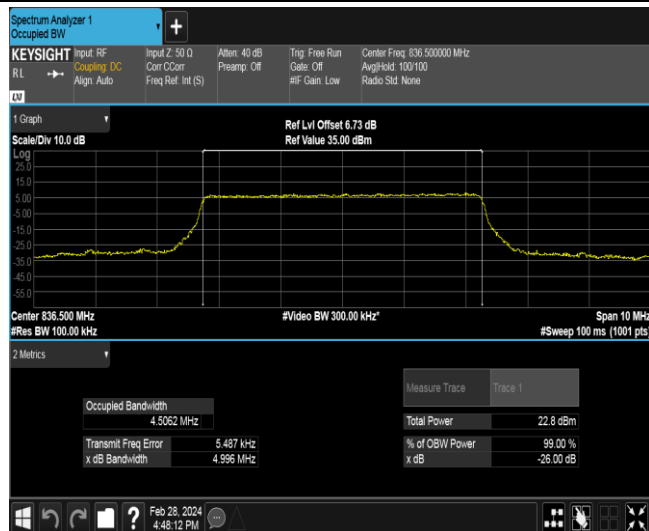 Spectrum Analyzer 1
Occupied BW
+
KEYSIGHT
RL
Input: RF
Coupling: DC
Align: Auto
Input Z: 50 Ω
Corr CCorr
Freq Ref: Int (S)
Atten: 40 dB
Preamp: Off
Trig: Free Run
Gate: Off
#IF Gain: Low
Center Freq: 836.500000 MHz
Avg|Hold: 100/100
Radio Std: None
LXI
1 Graph
Scale/Div 10.0 dB
Ref Lvl Offset 6.73 dB
Ref Value 35.00 dBm
Log
25.0
15.0
5.00
-5.00
-15.0
-25.0
-35.0
-45.0
-55.0
Center 836.500 MHz
#Video BW 300.00 kHz*
Span 10 MHz
#Res BW 100.00 kHz
#Sweep 100 ms (1001 pts)
2 Metrics
Measure Trace Trace 1
Occupied Bandwidth
4.5062 MHz
Total Power 22.8 dBm
Transmit Freq Error 5.487 kHz
% of OBW Power 99.00 %
x dB Bandwidth 4.996 MHz
x dB -26.00 dB
?
Feb 28, 2024
4:48:12 PM